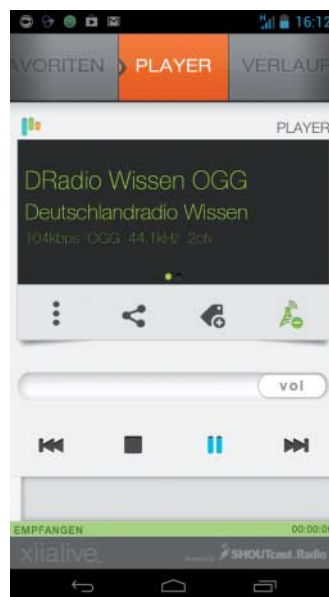 16:12
AVORITEN PLAYER VERLAUF
PLAYER
DRadio Wissen OGG
Deutschlandradio Wissen
104kbps OGG 44.1kHz 2ch
vol
EMPFANGEN 00:00:0
xiialive SHOUTcast Radio